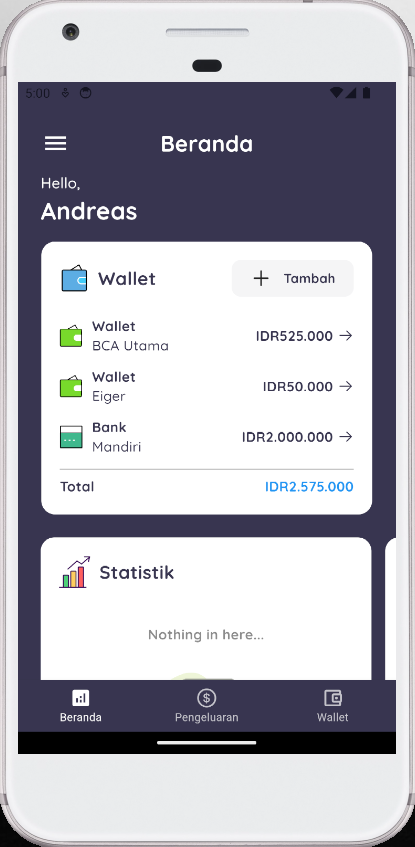 5:00
Beranda
Hello,
Andreas
Wallet
+ Tambah
Wallet
BCA Utama
IDR525.000 →
Wallet
Eiger
IDR50.000 →
Bank
Mandiri
IDR2.000.000 →
Total
IDR2.575.000
Statistik
Nothing in here...
Beranda
Pengeluaran
Wallet